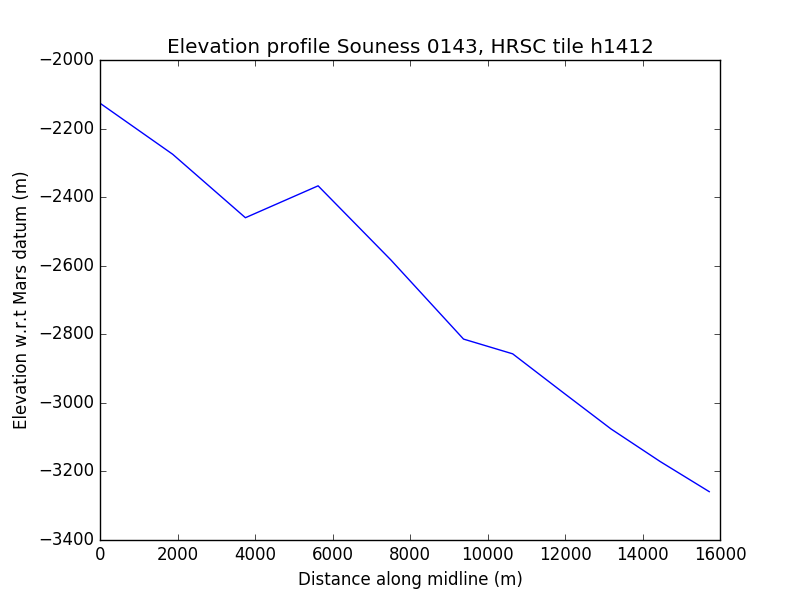 Elevation profile Souness 0143, HRSC tile h1412
−2000
−2200
−2400
−2600
−2800
−3000
−3200
−3400
Elevation w.r.t Mars datum (m)
0 2000 4000 6000 8000 10000 12000 14000 16000
Distance along midline (m)